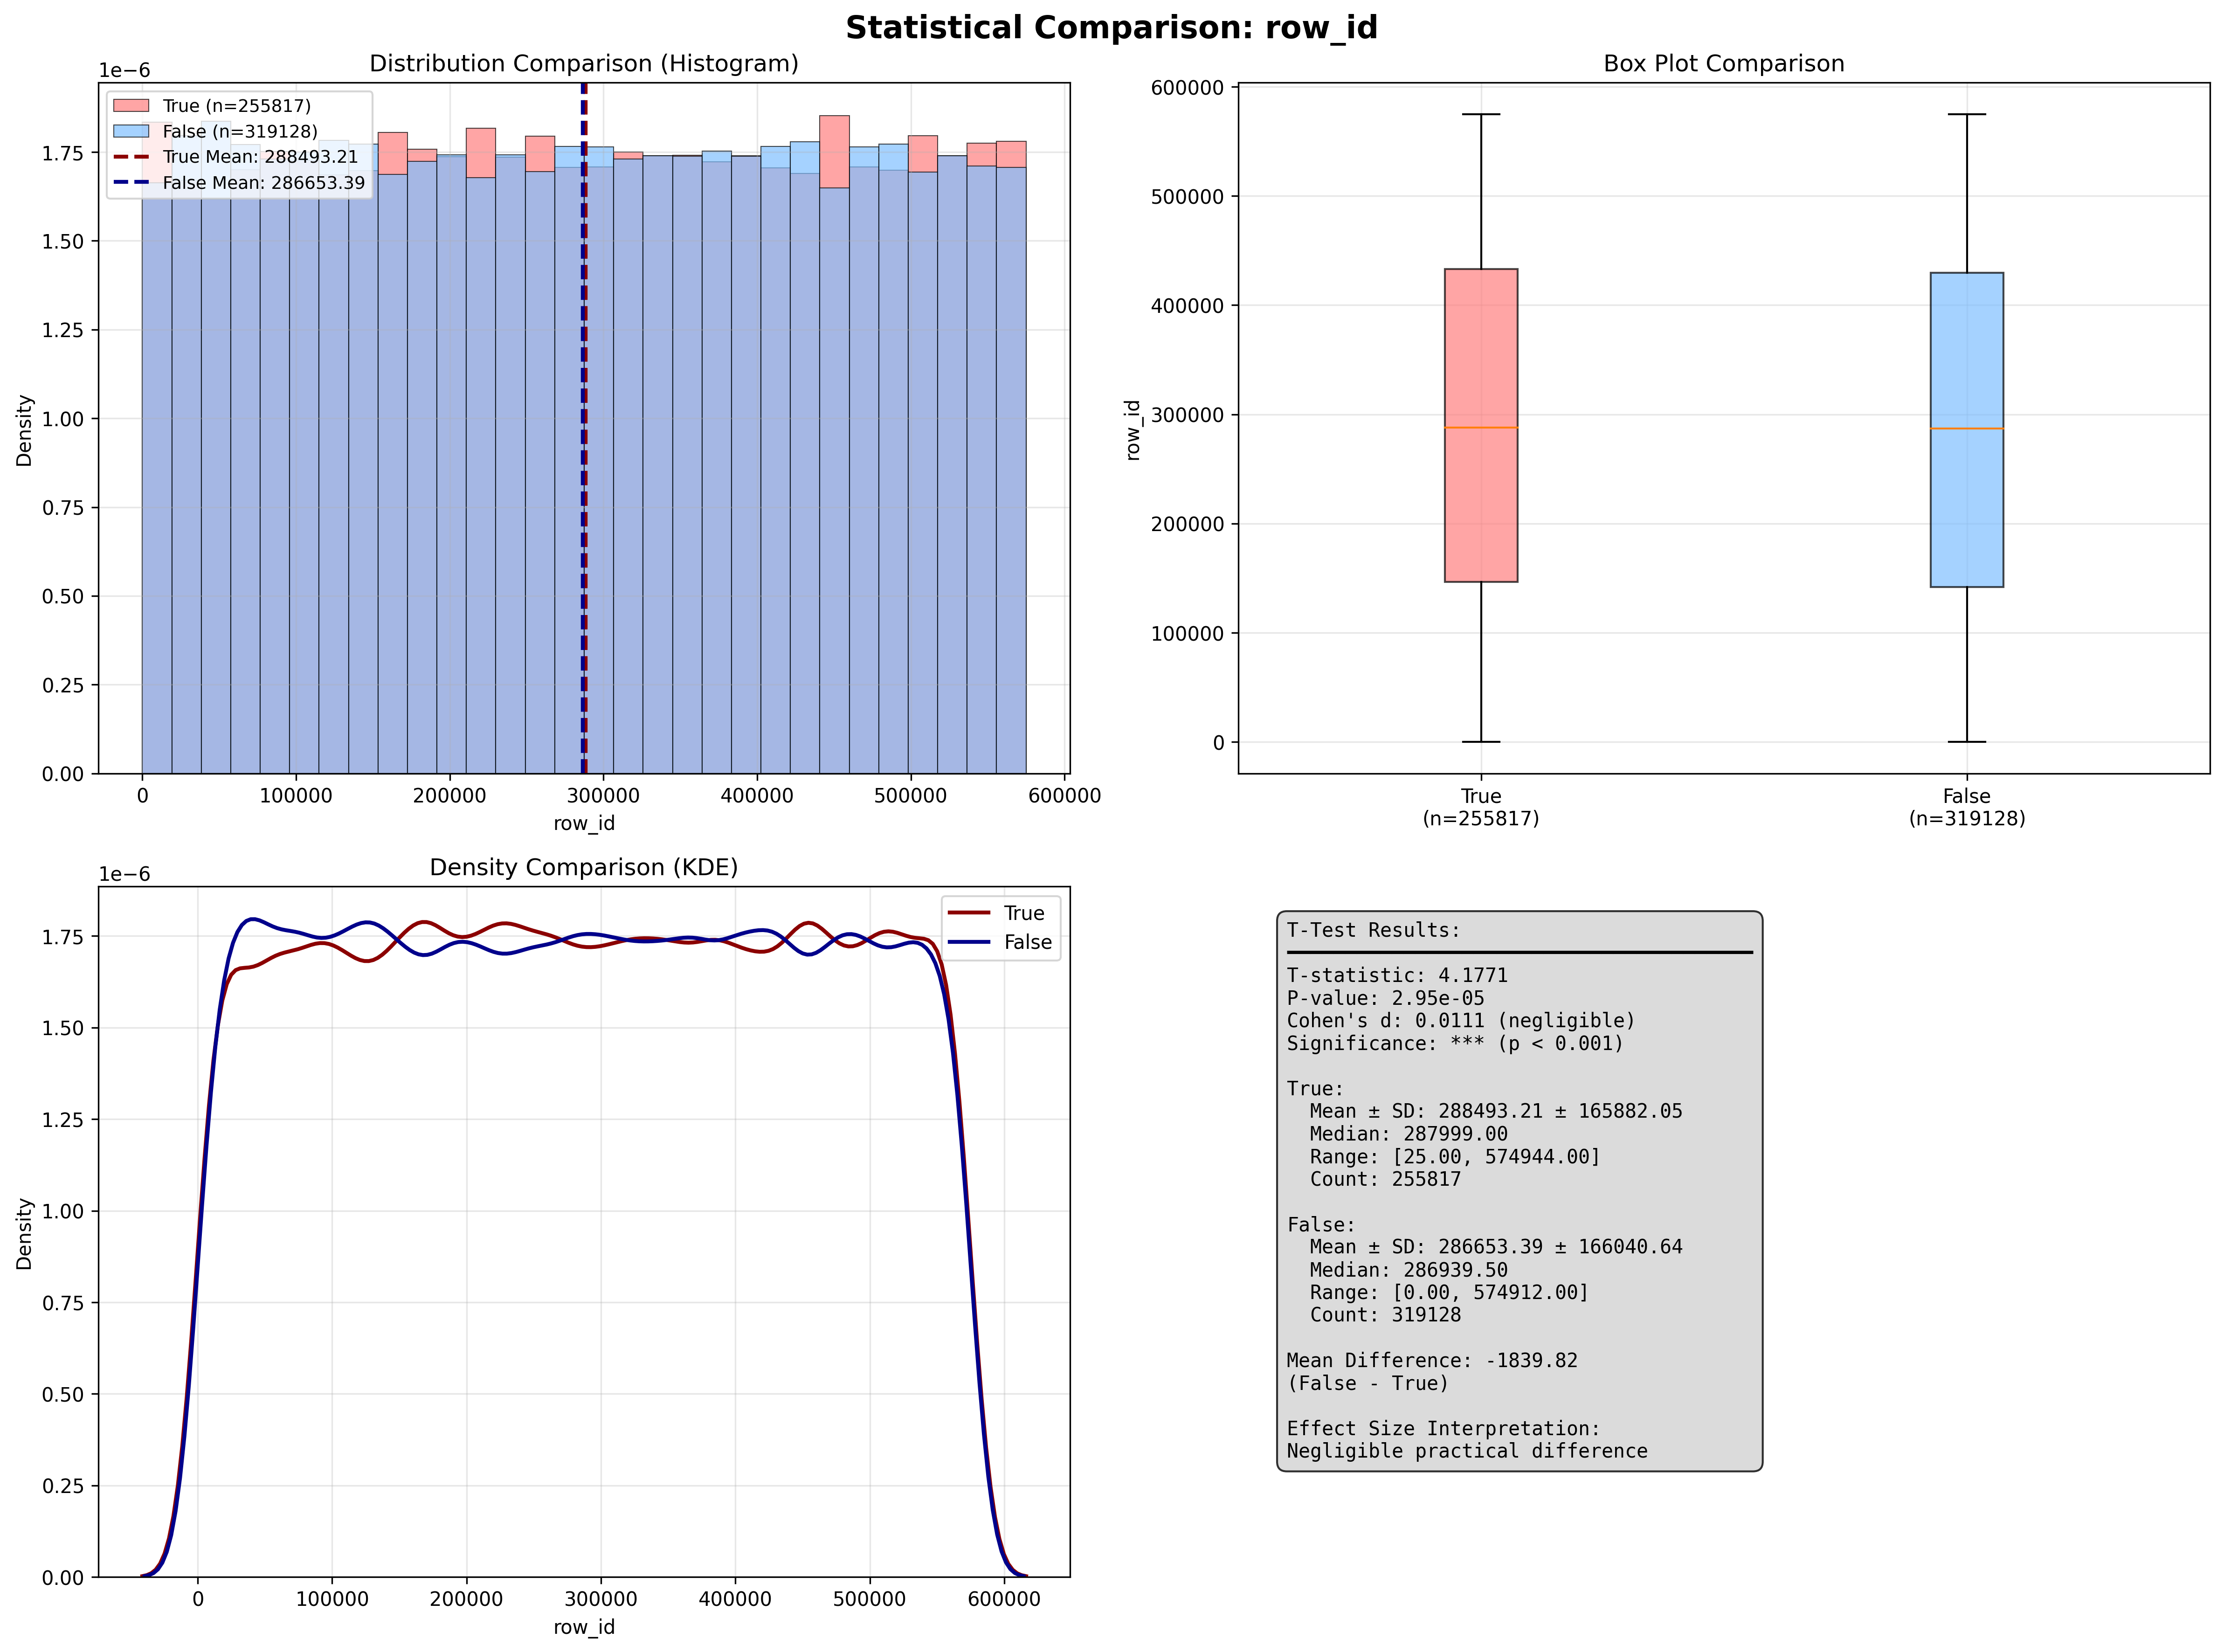 Statistical Comparison: row_id
Distribution Comparison (Histogram)
1e−6
True (n=255817)
False (n=319128)
True Mean: 288493.21
False Mean: 286653.39
1.75
1.50
1.25
1.00
0.75
0.50
0.25
0.00
Density
0 100000 200000 300000 400000 500000 600000
row_id
Box Plot Comparison
600000
500000
400000
300000
200000
100000
0
row_id
True
(n=255817)
False
(n=319128)
Density Comparison (KDE)
1e−6
True
False
1.75
1.50
1.25
1.00
0.75
0.50
0.25
0.00
Density
0 100000 200000 300000 400000 500000 600000
row_id
T-Test Results:
T-statistic: 4.1771
P-value: 2.95e-05
Cohen's d: 0.0111 (negligible)
Significance: *** (p < 0.001)
True:
Mean ± SD: 288493.21 ± 165882.05
Median: 287999.00
Range: [25.00, 574944.00]
Count: 255817
False:
Mean ± SD: 286653.39 ± 166040.64
Median: 286939.50
Range: [0.00, 574912.00]
Count: 319128
Mean Difference: -1839.82
(False - True)
Effect Size Interpretation:
Negligible practical difference